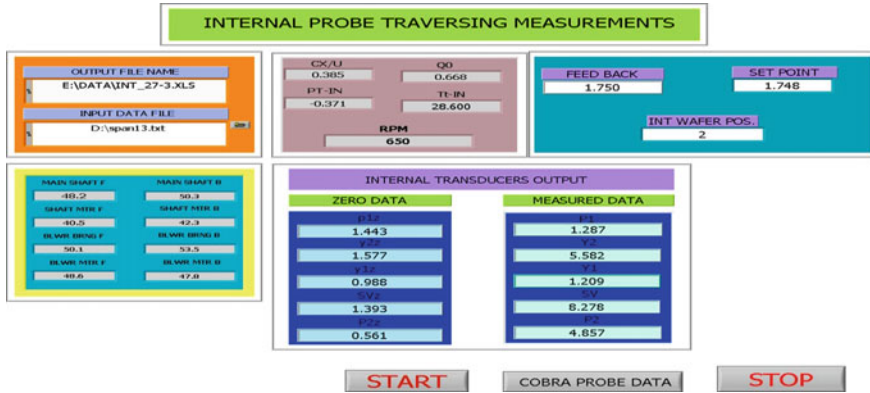 INTERNAL PROBE TRAVERSING MEASUREMENTS
OUTPUT FILE NAME
E:\DATA\INT_27-3.XLS
INPUT DATA FILE
D:\span13.txt
CX/U
0.385
Q0
0.668
PT-IN
-0.371
Tt-IN
28.600
RPM
650
FEED BACK
1.750
SET POINT
1.748
INT WAFER POS.
2
MAIN SHAFT F
48.2
MAIN SHAFT B
50.3
SHAFT MTR F
40.5
SHAFT MTR B
42.3
BLWR BRNG F
50.1
BLWR BRNG B
53.5
BLWR MTR F
48.6
BLWR MTR B
47.8
INTERNAL TRANSDUCERS OUTPUT
ZERO DATA
p1z
1.443
y2z
1.577
y1z
0.988
SVz
1.393
P2z
0.561
MEASURED DATA
P1
1.287
Y2
5.582
Y1
1.209
SV
8.278
P2
4.857
START
COBRA PROBE DATA
STOP